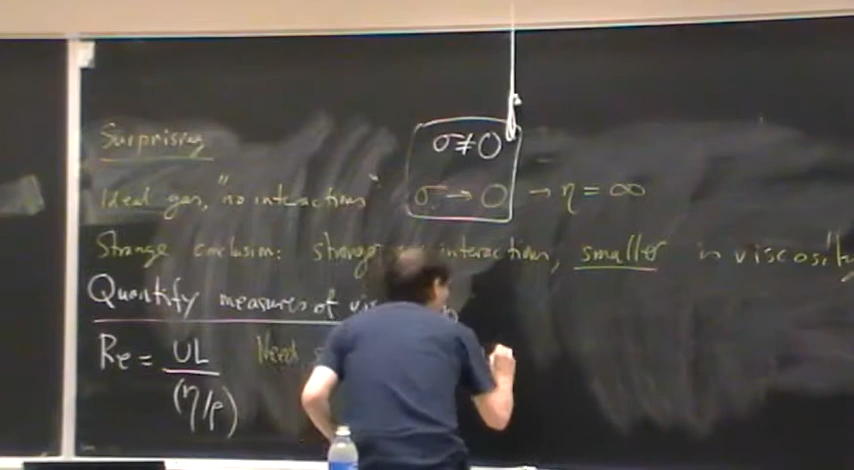 Surprising
σ ≠ 0
Ideal gas, "no interactions" σ → 0 → η = ∞
Strange conclusion: stronger interaction, smaller is viscosity
Quantify measures of
Re = UL / (η/ρ) Need